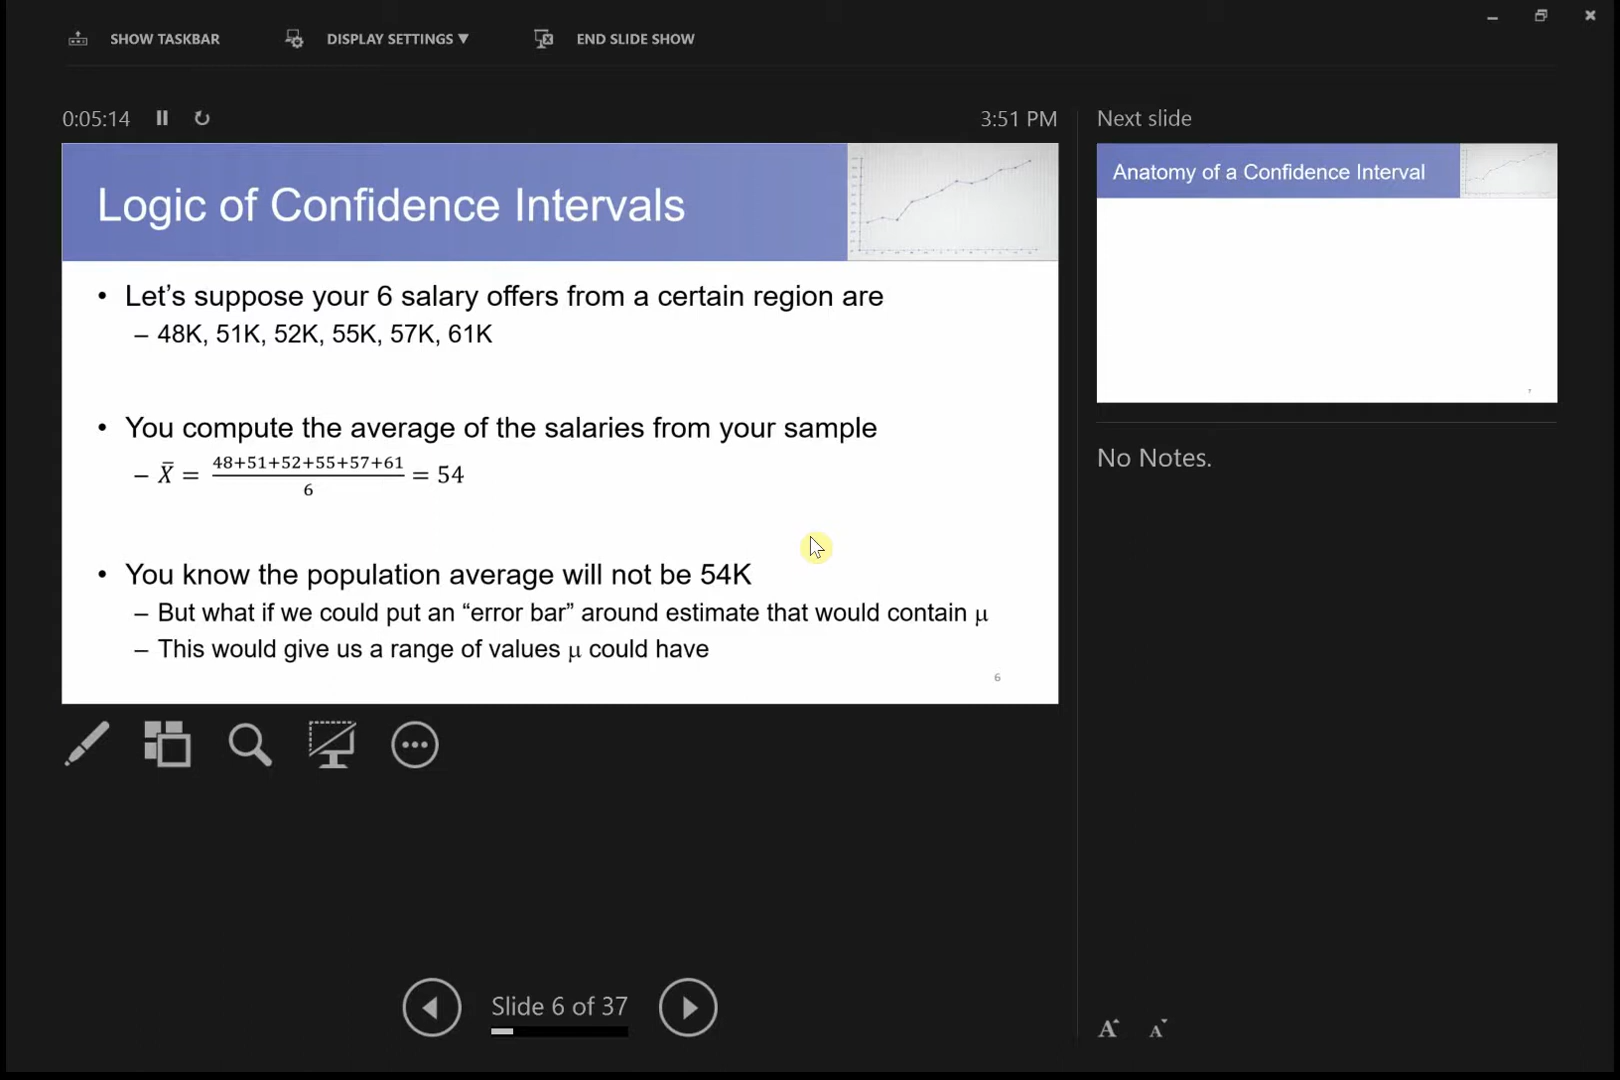 SHOW TASKBAR
DISPLAY SETTINGS ▼
END SLIDE SHOW
0:05:14
3:51 PM
Next slide
Logic of Confidence Intervals
• Let's suppose your 6 salary offers from a certain region are
– 48K, 51K, 52K, 55K, 57K, 61K
• You compute the average of the salaries from your sample
– X̄ = (48+51+52+55+57+61)/6 = 54
• You know the population average will not be 54K
– But what if we could put an “error bar” around estimate that would contain μ
– This would give us a range of values μ could have
6
Anatomy of a Confidence Interval
7
No Notes.
Slide 6 of 37
A A